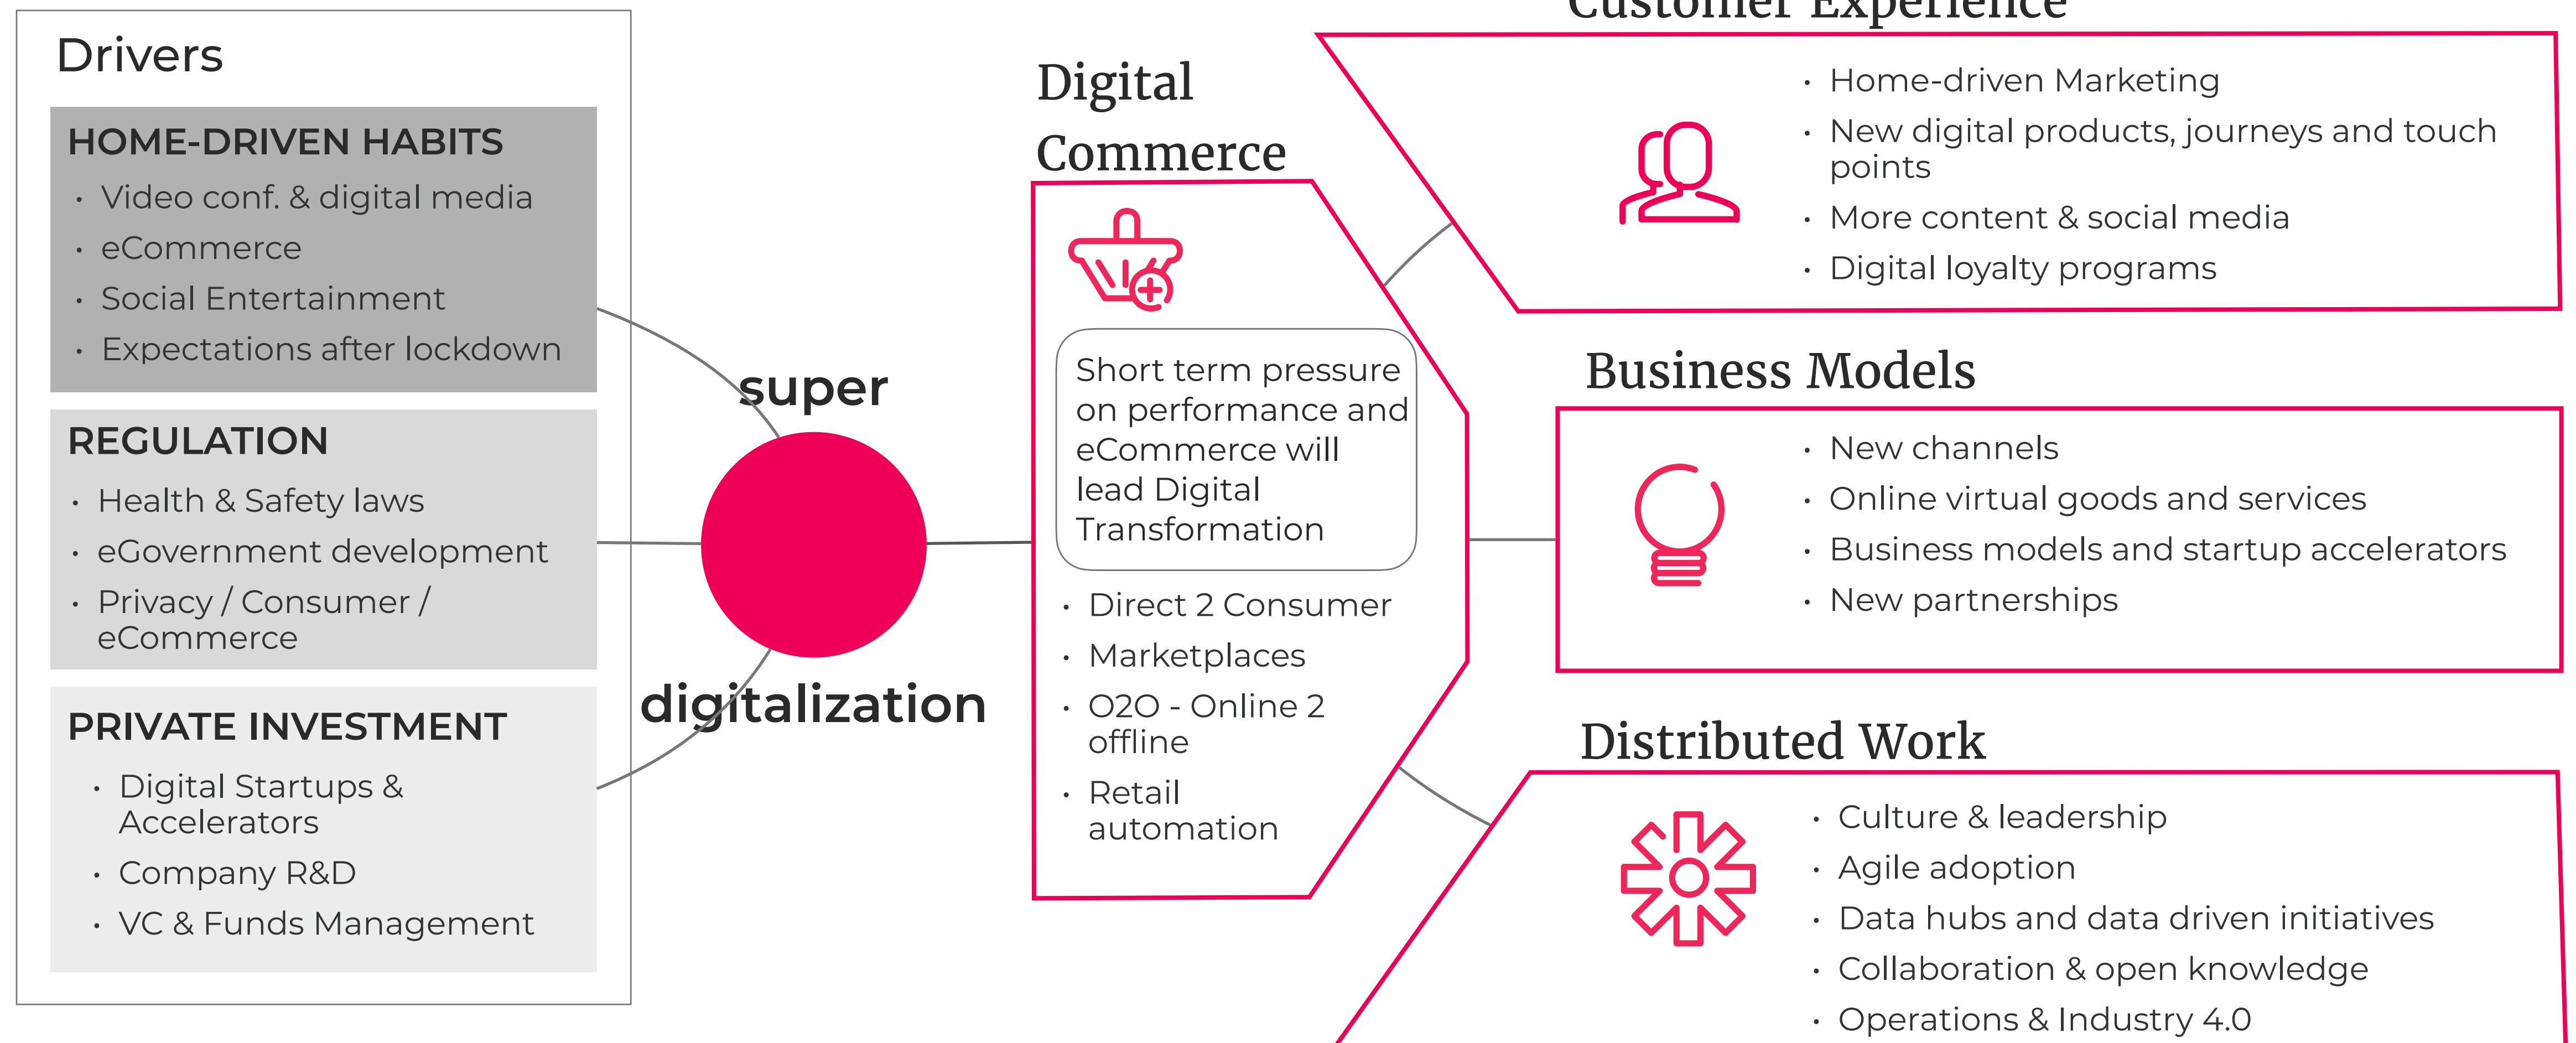 Drivers
HOME-DRIVEN HABITS
• Video conf. & digital media
• eCommerce
• Social Entertainment
• Expectations after lockdown
REGULATION
• Health & Safety laws
• eGovernment development
• Privacy / Consumer /
eCommerce
PRIVATE INVESTMENT
• Digital Startups &
Accelerators
• Company R&D
• VC & Funds Management
super
digitalization
Digital
Commerce
Short term pressure
on performance and
eCommerce will
lead Digital
Transformation
• Direct 2 Consumer
• Marketplaces
• O2O - Online 2
offline
• Retail
automation
Customer Experience
• Home-driven Marketing
• New digital products, journeys and touch
points
• More content & social media
• Digital loyalty programs
Business Models
• New channels
• Online virtual goods and services
• Business models and startup accelerators
• New partnerships
Distributed Work
• Culture & leadership
• Agile adoption
• Data hubs and data driven initiatives
• Collaboration & open knowledge
• Operations & Industry 4.0